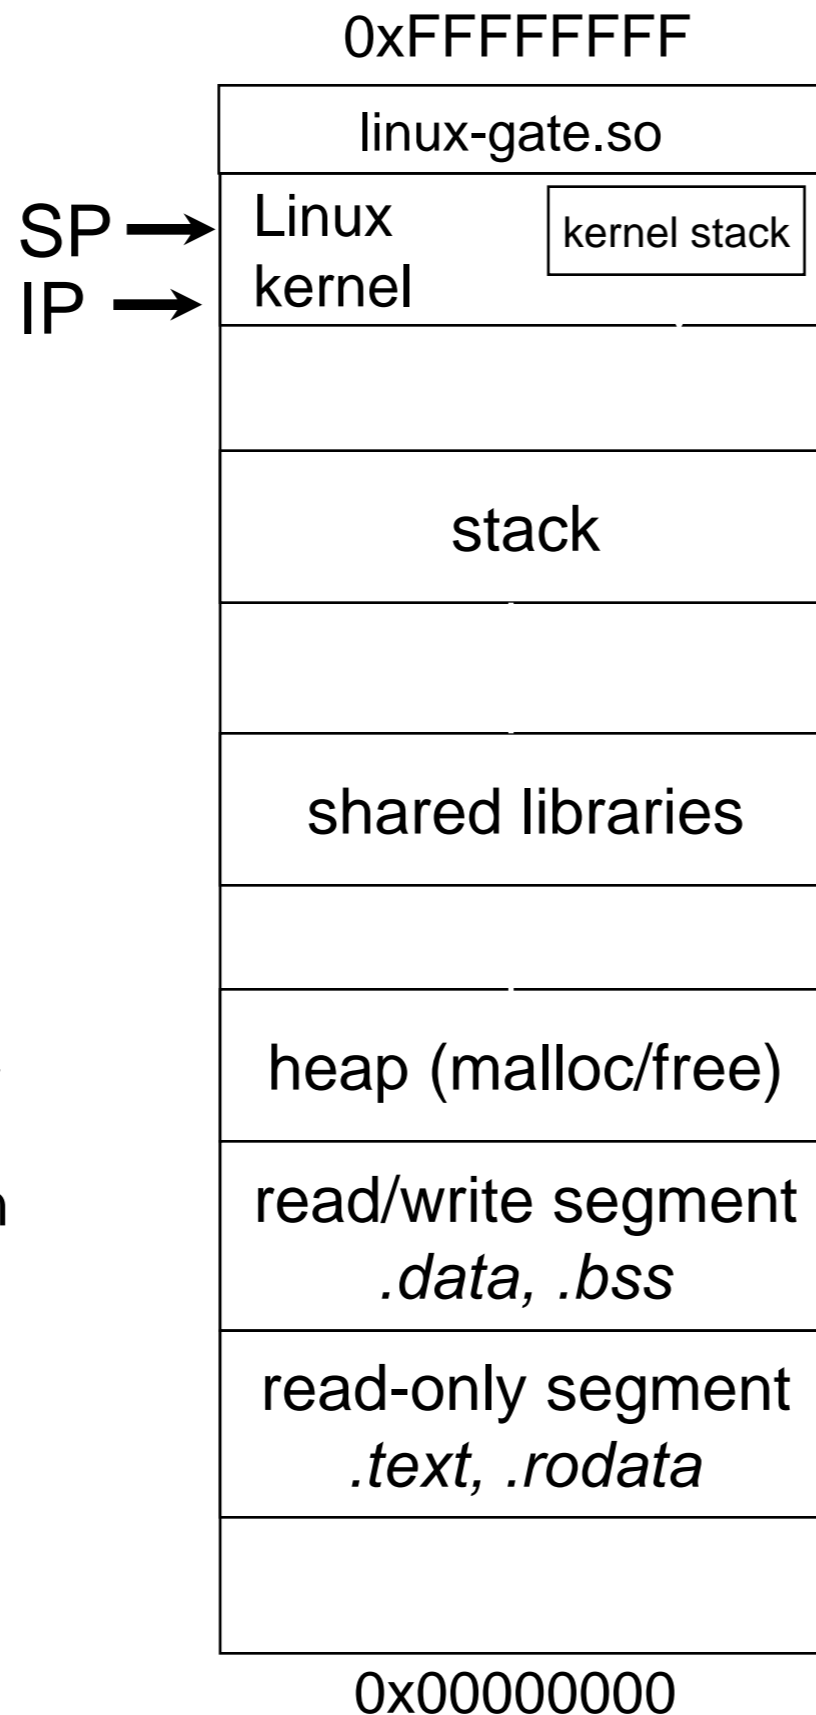 0xFFFFFFFF
linux-gate.so
SP
Linux
kernel stack
IP
kernel
stack
shared libraries
heap (malloc/free)
read/write segment
.data, .bss
read-only segment
.text, .rodata
0x00000000